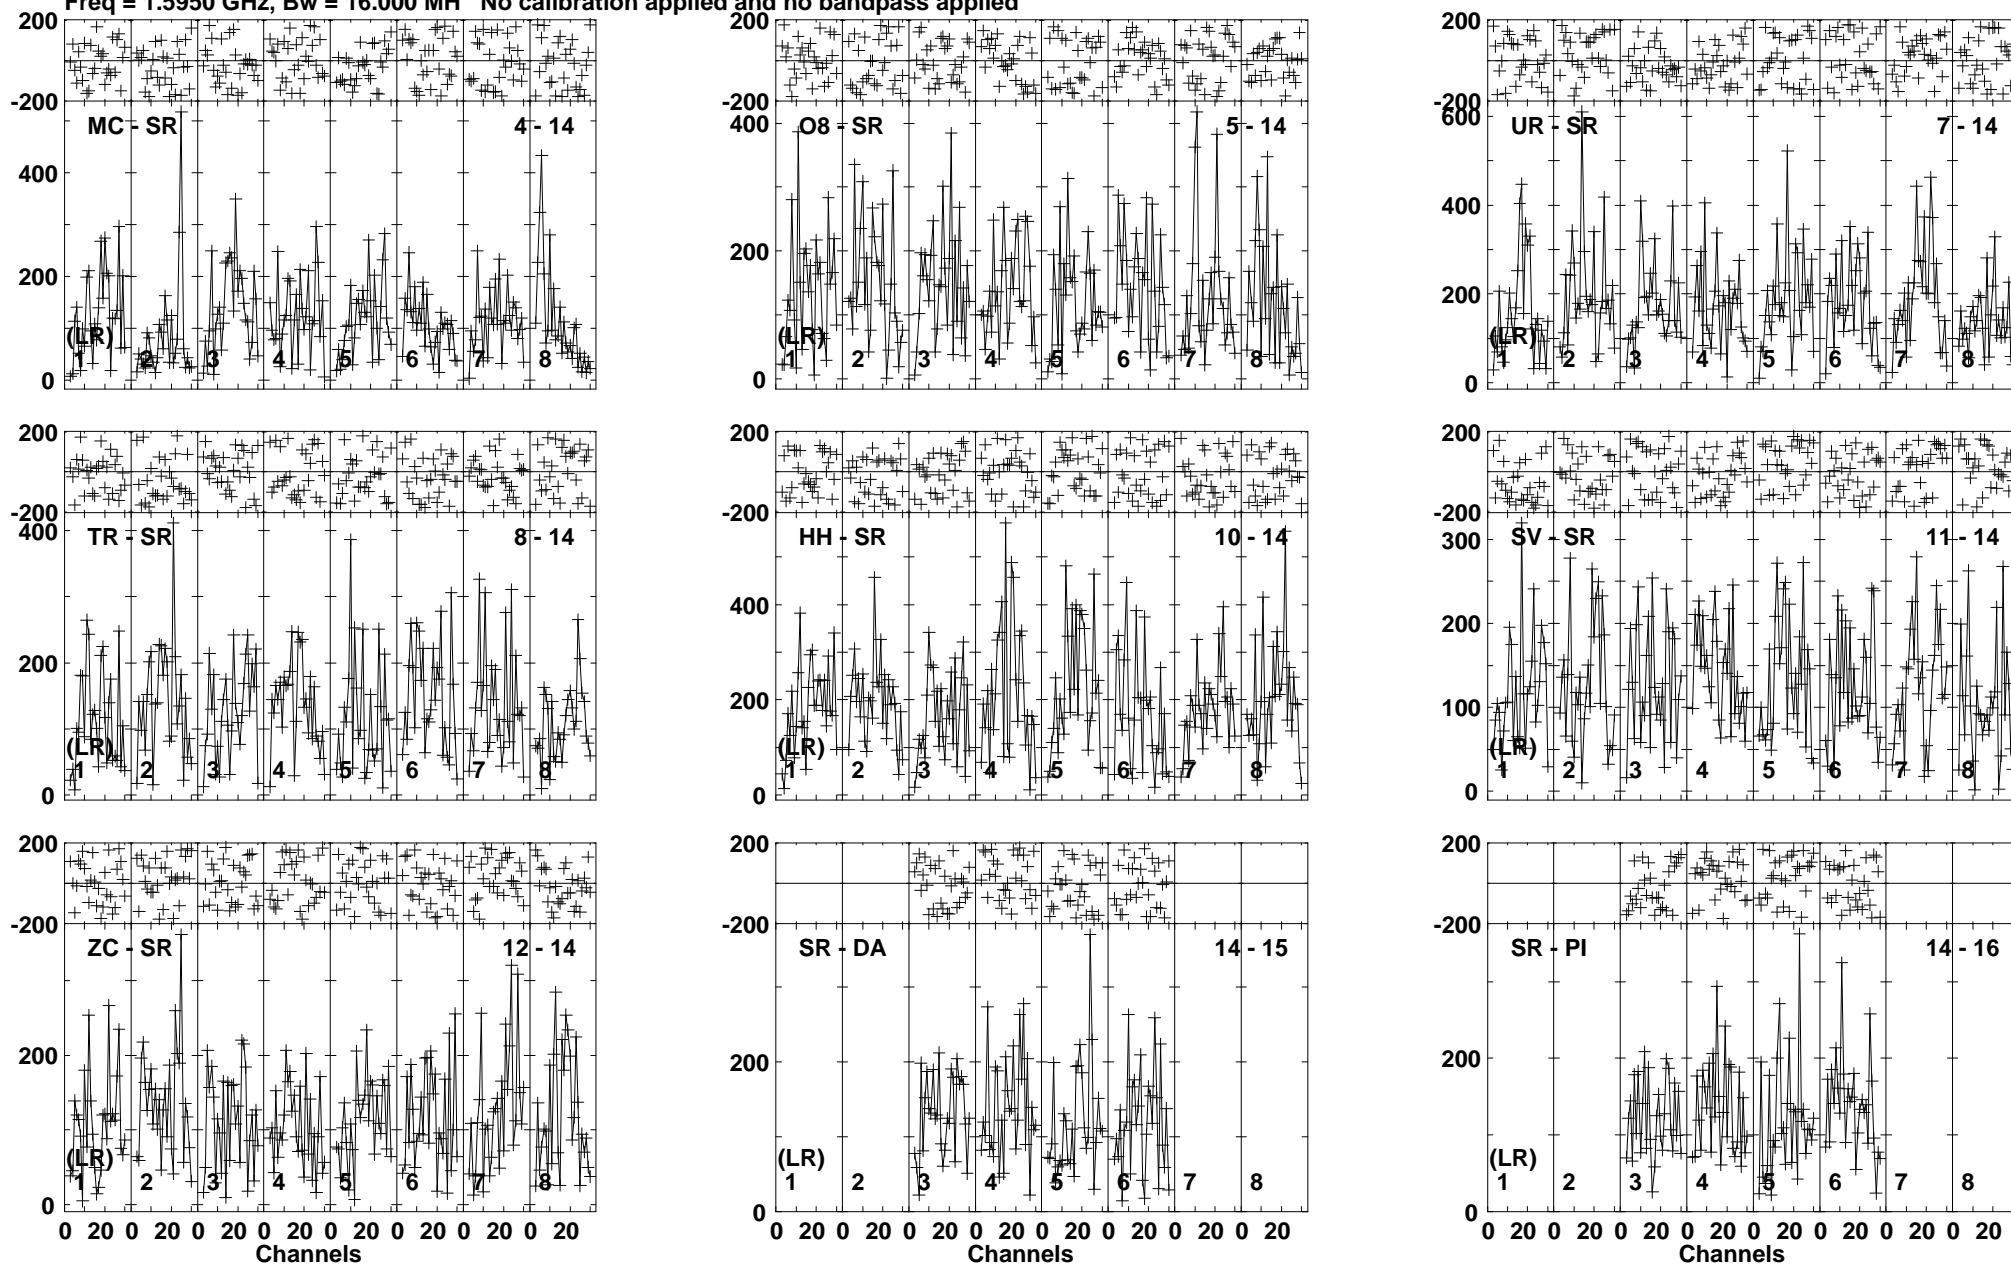 Freq = 1.5950 GHz, Bw = 16.000 MH No calibration applied and no bandpass applied
200 200 200
-200 -200 -200
MC - SR 4 - 14 O8 - SR 5 - 14 UR - SR 7 - 14
400 200 0
400 200 0
600 400 200 0
(LR) (LR) (LR)
1 2 3 4 5 6 7 8 1 2 3 4 5 6 7 8 1 2 3 4 5 6 7 8
200 200 200
-200 -200 -200
TR - SR 8 - 14 HH - SR 10 - 14 SV - SR 11 - 14
400 200 0
400 200 0
300 200 100 0
(LR) (LR) (LR)
1 2 3 4 5 6 7 8 1 2 3 4 5 6 7 8 1 2 3 4 5 6 7 8
200 200 200
-200 -200 -200
ZC - SR 12 - 14 SR - DA 14 - 15 SR - PI 14 - 16
200 0
200 0
200 0
(LR) (LR) (LR)
1 2 3 4 5 6 7 8 1 2 3 4 5 6 7 8 1 2 3 4 5 6 7 8
0 20 0 20 0 20 0 20 0 20 0 20 0 20 0 20 0 20 0 20 0 20 0 20 0 20 0 20 0 20 0 20 0 20 0 20 0 20 0 20 0 20 0 20 0 20 0 20
Channels Channels Channels